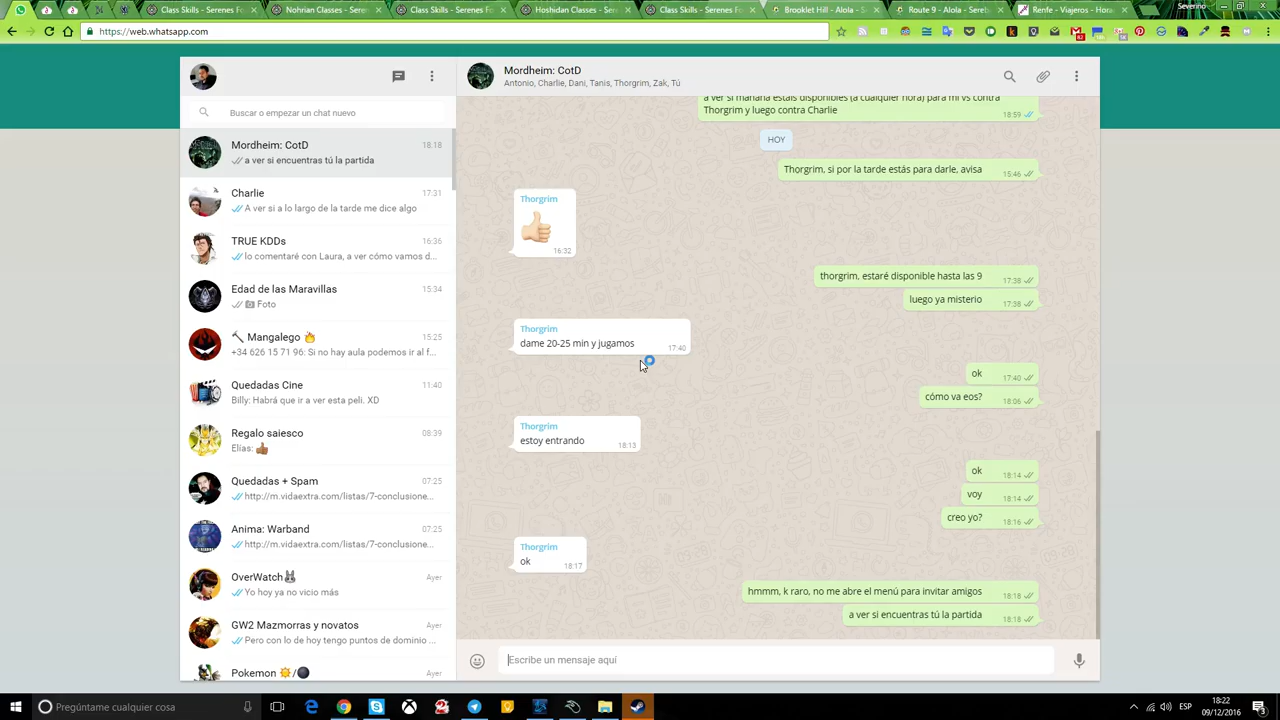 Class Skills - Serenes F
Nohrian Classes - Serene
Class Skills - Serenes F
Hoshidan Classes - Seren
Class Skills - Serenes F
Brooklet Hill - Alola - Se
Route 9 - Alola - Sereb
Renfe - Viajeros - Hor
Severino
https://web.whatsapp.com
Mordheim: CotD
Antonio, Charlie, Dani, Tanis, Thorgrim, Zak, Tú
Buscar o empezar un chat nuevo
Mordheim: CotD
18:18
a ver si encuentras tú la partida
Charlie
17:31
A ver si a lo largo de la tarde me dice algo
TRUE KDDs
16:36
lo comentaré con Laura, a ver cómo vamos d...
Edad de las Maravillas
15:34
Foto
🔨 Mangalego 🔥
15:25
+34 626 15 71 96: Si no hay aula podemos ir al f...
Quedadas Cine
11:40
Billy: Habrá que ir a ver esta peli. XD
Regalo saiesco
08:39
Elías: 👍
Quedadas + Spam
07:25
http://m.vidaextra.com/listas/7-conclusione...
Anima: Warband
07:25
http://m.vidaextra.com/listas/7-conclusione...
OverWatch🐰
Ayer
Yo hoy ya no vicio más
GW2 Mazmorras y novatos
Ayer
Pero con lo de hoy tengo puntos de dominio ...
Pokemon ☀/🌑
Ayer
a ver si mañana estáis disponibles (a cualquier hora) para mi vs contra
Thorgrim y luego contra Charlie
18:59
HOY
Thorgrim, si por la tarde estás para darle, avisa
15:46
Thorgrim
👍
16:32
thorgrim, estaré disponible hasta las 9
17:38
luego ya misterio
17:38
Thorgrim
dame 20-25 min y jugamos
17:40
ok
17:40
cómo va eos?
18:06
Thorgrim
estoy entrando
18:13
ok
18:14
voy
18:14
creo yo?
18:16
Thorgrim
ok
18:17
hmmm, k raro, no me abre el menú para invitar amigos
18:18
a ver si encuentras tú la partida
18:18
Escribe un mensaje aquí
Pregúntame cualquier cosa
ESP
18:22
09/12/2016